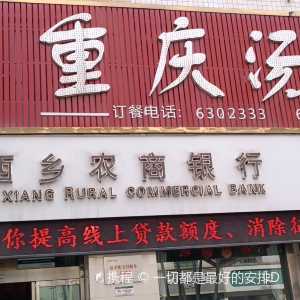 重庆
订餐电话：6302333
西乡农商银行
XIANG RURAL COMMERCIAL BANK
你提高线上贷款额度、消除
携程 © 一切都是最好的安排D